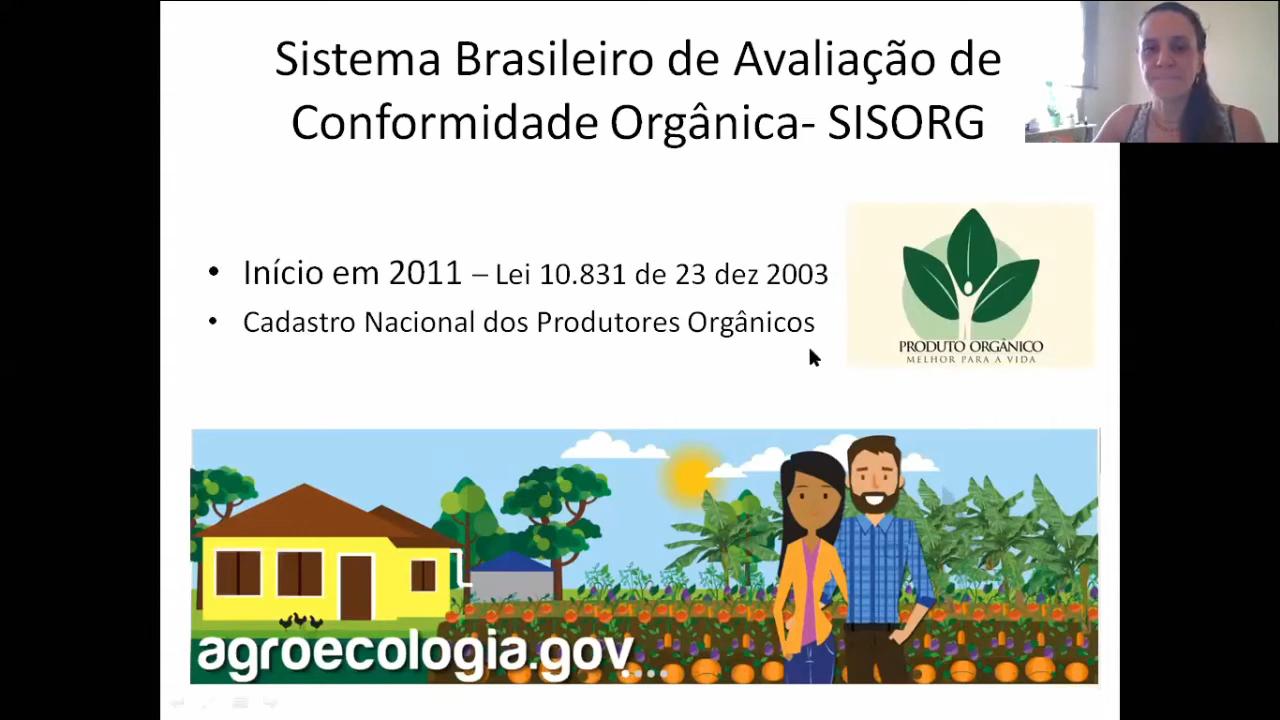 Sistema Brasileiro de Avaliação de
Conformidade Orgânica- SISORG
• Início em 2011 – Lei 10.831 de 23 dez 2003
• Cadastro Nacional dos Produtores Orgânicos
PRODUTO ORGÂNICO
MELHOR PARA A VIDA
agroecologia.gov